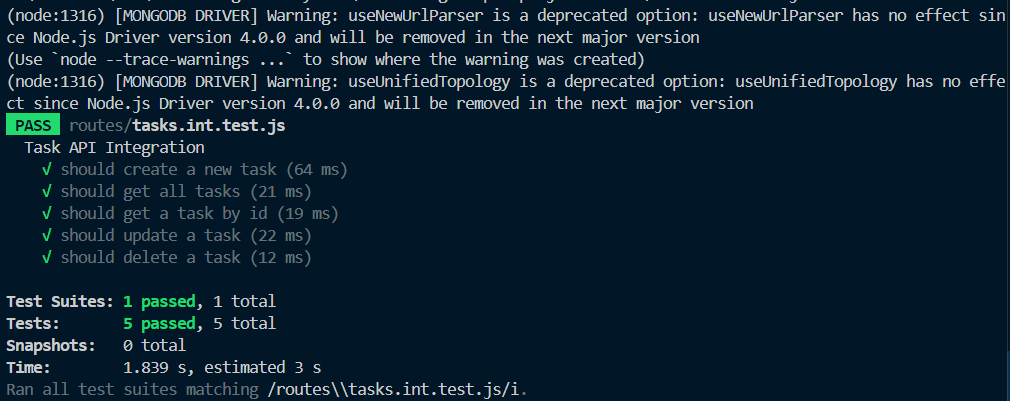 (node:1316) [MONGODB DRIVER] Warning: useNewUrlParser is a deprecated option: useNewUrlParser has no effect sin
ce Node.js Driver version 4.0.0 and will be removed in the next major version
(Use `node --trace-warnings ...` to show where the warning was created)
(node:1316) [MONGODB DRIVER] Warning: useUnifiedTopology is a deprecated option: useUnifiedTopology has no effe
ct since Node.js Driver version 4.0.0 and will be removed in the next major version
PASS routes/tasks.int.test.js
Task API Integration
√ should create a new task (64 ms)
√ should get all tasks (21 ms)
√ should get a task by id (19 ms)
√ should update a task (22 ms)
√ should delete a task (12 ms)
Test Suites: 1 passed, 1 total
Tests: 5 passed, 5 total
Snapshots: 0 total
Time: 1.839 s, estimated 3 s
Ran all test suites matching /routes\\tasks.int.test.js/i.